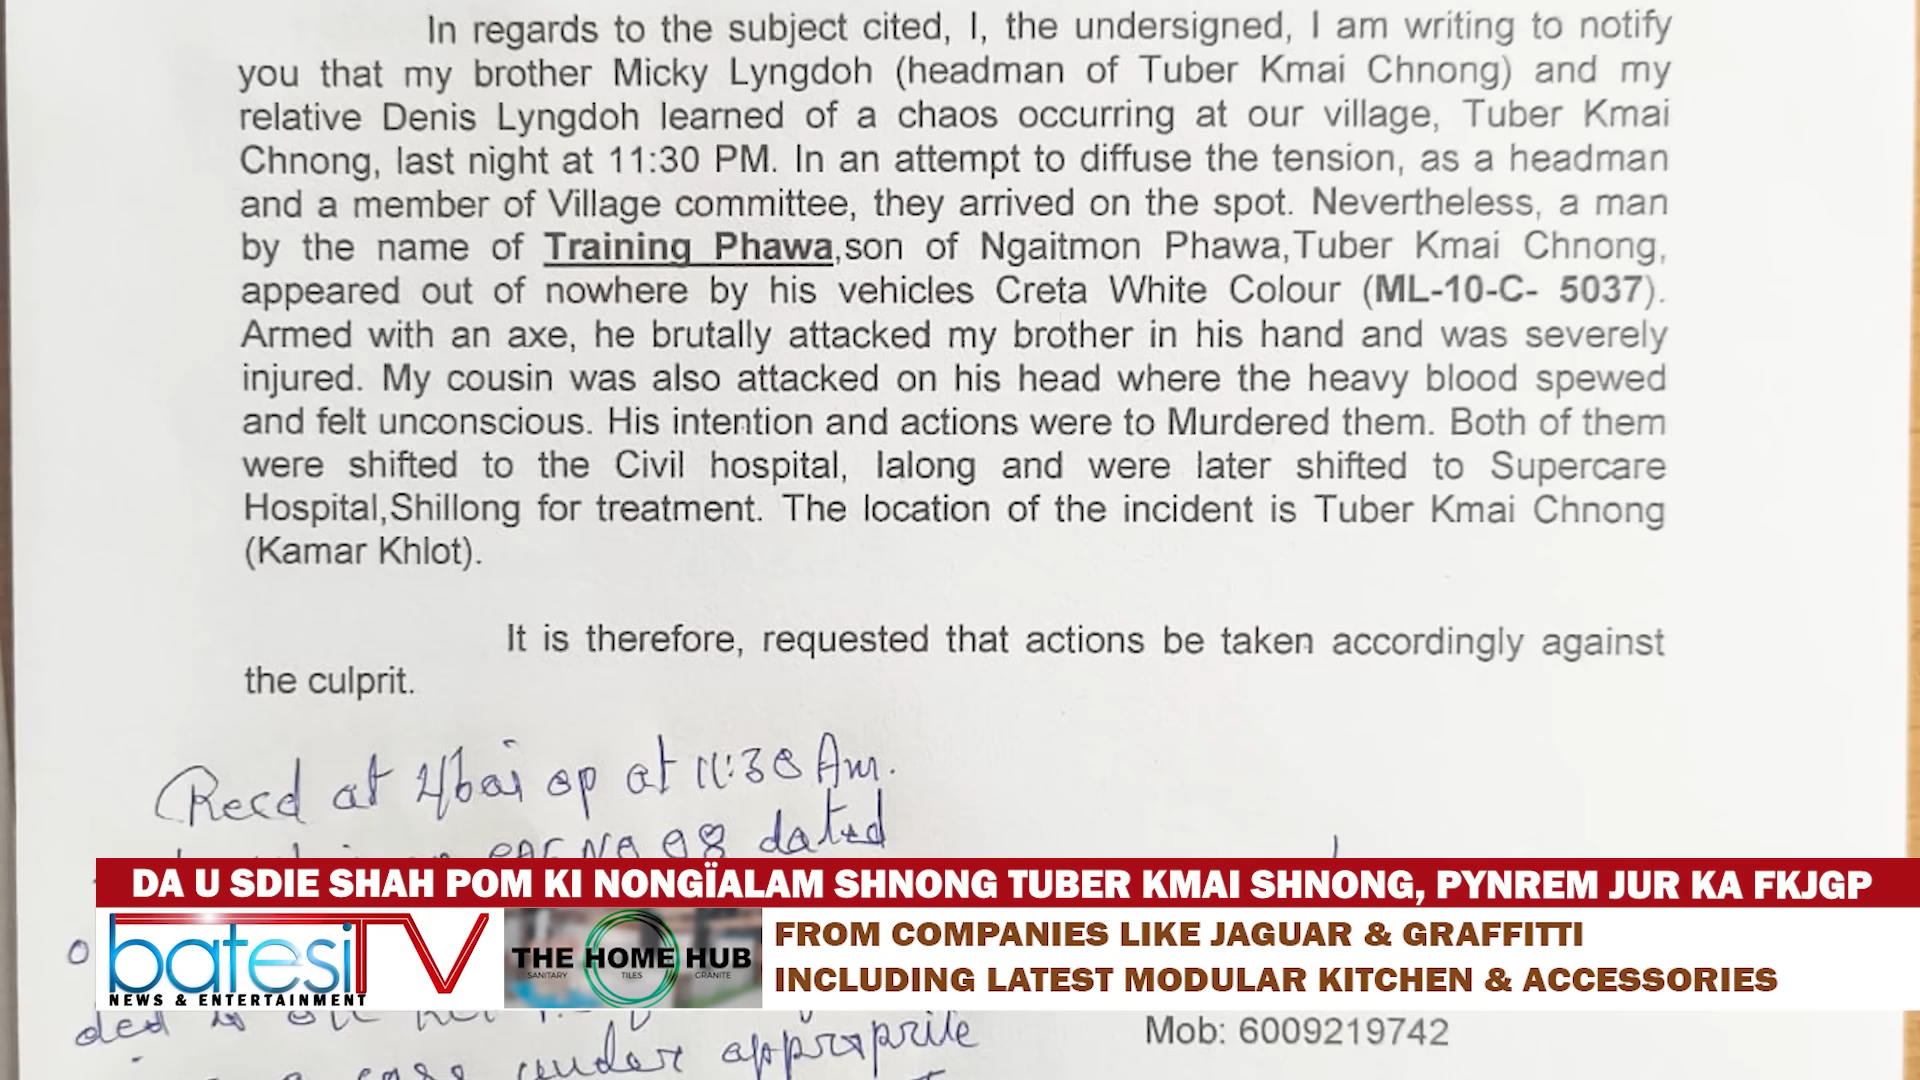 In regards to the subject cited, I, the undersigned, I am writing to notify
you that my brother Micky Lyngdoh (headman of Tuber Kmai Chnong) and my
relative Denis Lyngdoh learned of a chaos occurring at our village, Tuber Kmai
Chnong, last night at 11:30 PM. In an attempt to diffuse the tension, as a headman
and a member of Village committee, they arrived on the spot. Nevertheless, a man
by the name of Training Phawa,son of Ngaitmon Phawa,Tuber Kmai Chnong,
appeared out of nowhere by his vehicles Creta White Colour (ML-10-C- 5037).
Armed with an axe, he brutally attacked my brother in his hand and was severely
injured. My cousin was also attacked on his head where the heavy blood spewed
and felt unconscious. His intention and actions were to Murdered them. Both of them
were shifted to the Civil hospital, Ialong and were later shifted to Supercare
Hospital,Shillong for treatment. The location of the incident is Tuber Kmai Chnong
(Kamar Khlot).
It is therefore, requested that actions be taken accordingly against
the culprit.
Recd at at 11:30 Am.
No 08 dated
DA U SDIE SHAH POM KI NONGÏALAM SHNONG TUBER KMAI SHNONG, PYNREM JUR KA FKJGP
batesi TV
NEWS & ENTERTAINMENT
THE HOME HUB
SANITARY TILES GRANITE
FROM COMPANIES LIKE JAGUAR & GRAFFITTI
INCLUDING LATEST MODULAR KITCHEN & ACCESSORIES
Mob: 6009219742
case under approprite